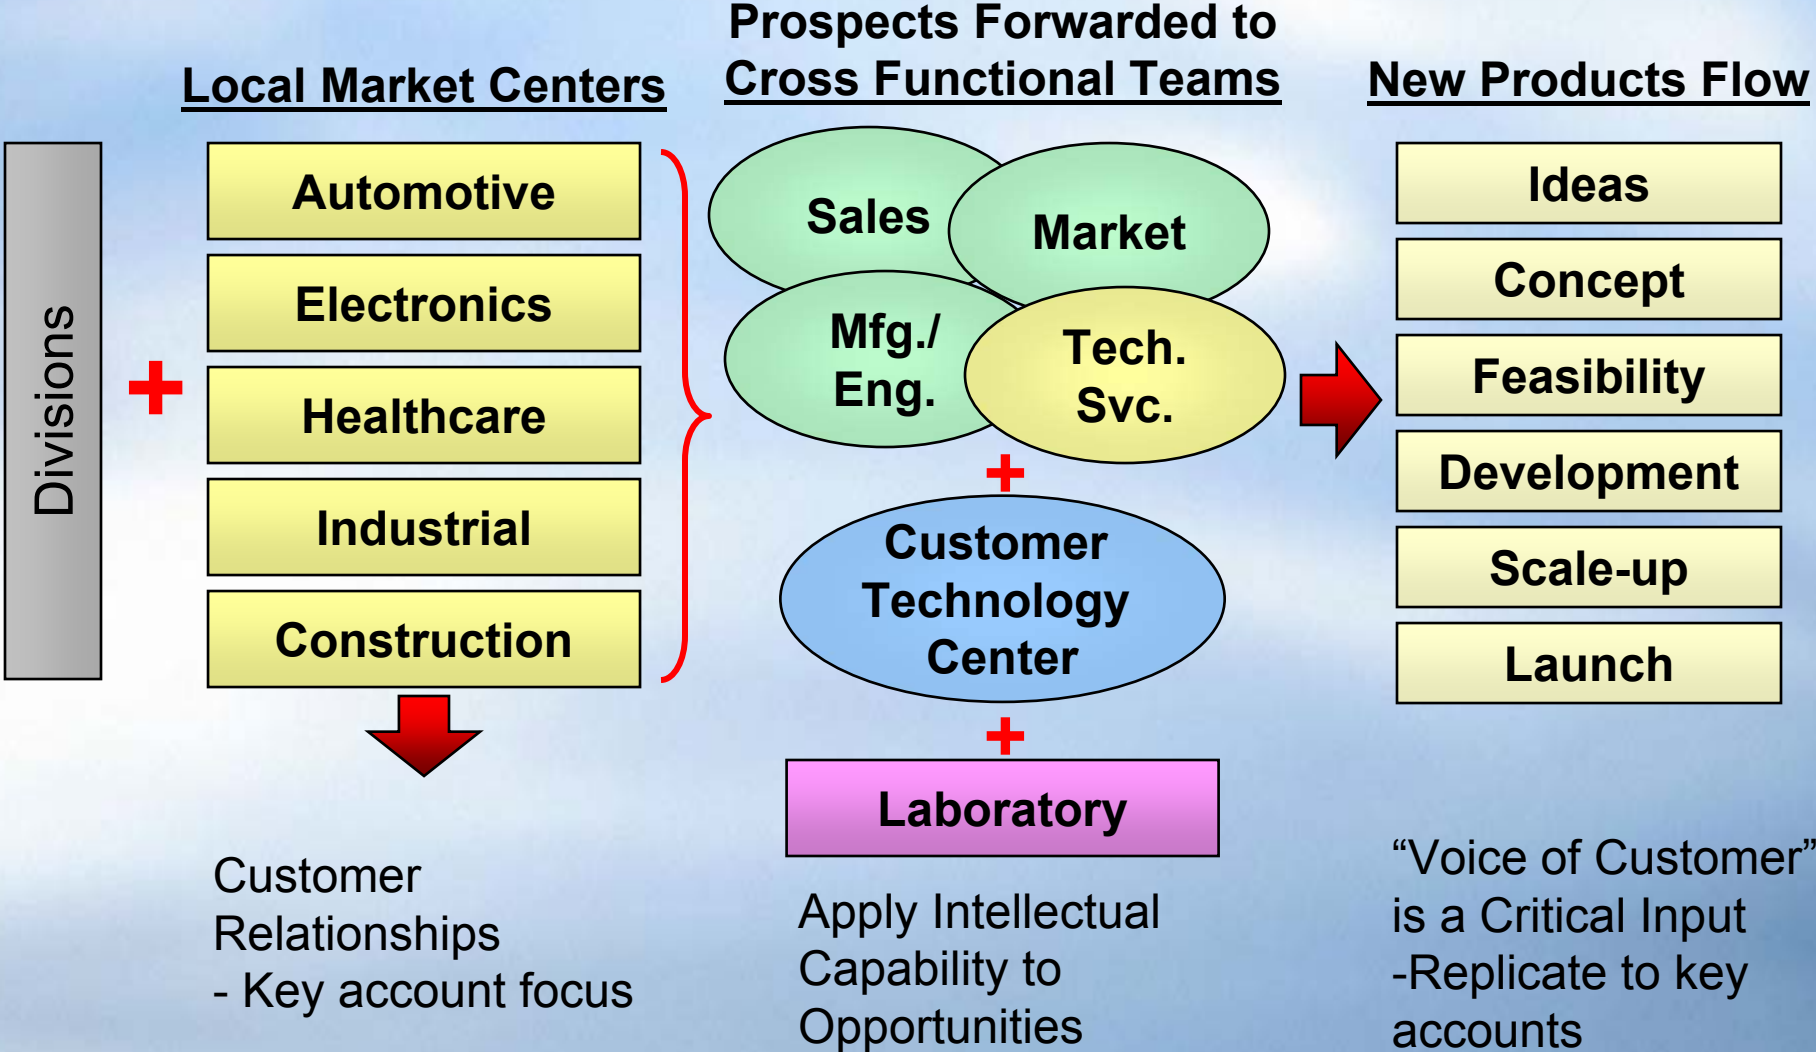 Local Market Centers
Divisions
Automotive
Electronics
Healthcare
Industrial
Construction
Customer
Relationships
- Key account focus
Prospects Forwarded to
Cross Functional Teams
Sales
Market
Mfg./
Eng.
Tech.
Svc.
+
Customer
Technology
Center
+
Laboratory
Apply Intellectual
Capability to
Opportunities
New Products Flow
Ideas
Concept
Feasibility
Development
Scale-up
Launch
“Voice of Customer”
is a Critical Input
-Replicate to key
accounts